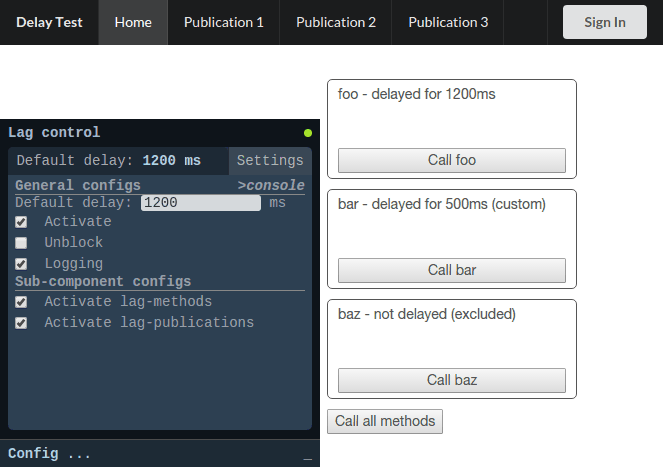 Delay Test Home Publication 1 Publication 2 Publication 3 Sign In
foo - delayed for 1200ms
Call foo
bar - delayed for 500ms (custom)
Call bar
baz - not delayed (excluded)
Call baz
Call all methods
Lag control
Default delay: 1200 ms Settings
General configs >console
Default delay: 1200 ms
Activate
Unblock
Logging
Sub-component configs
Activate lag-methods
Activate lag-publications
Config ... _